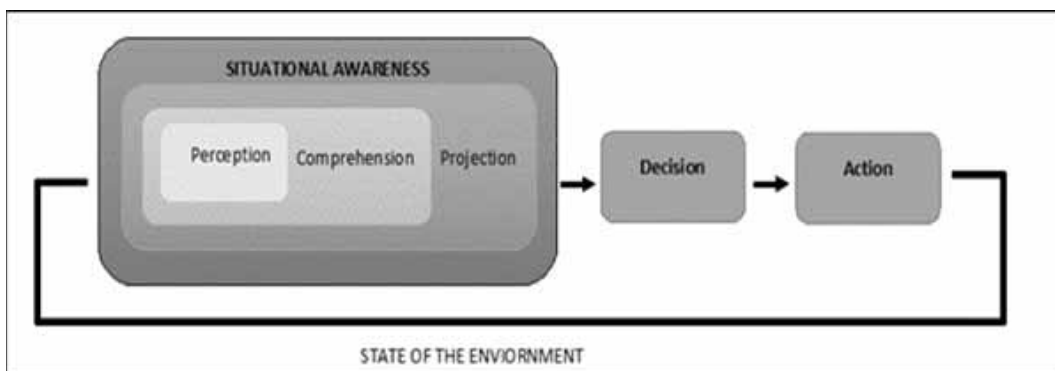 SITUATIONAL AWARENESS
Perception
Comprehension
Projection
Decision
Action
STATE OF THE ENVIORNMENT